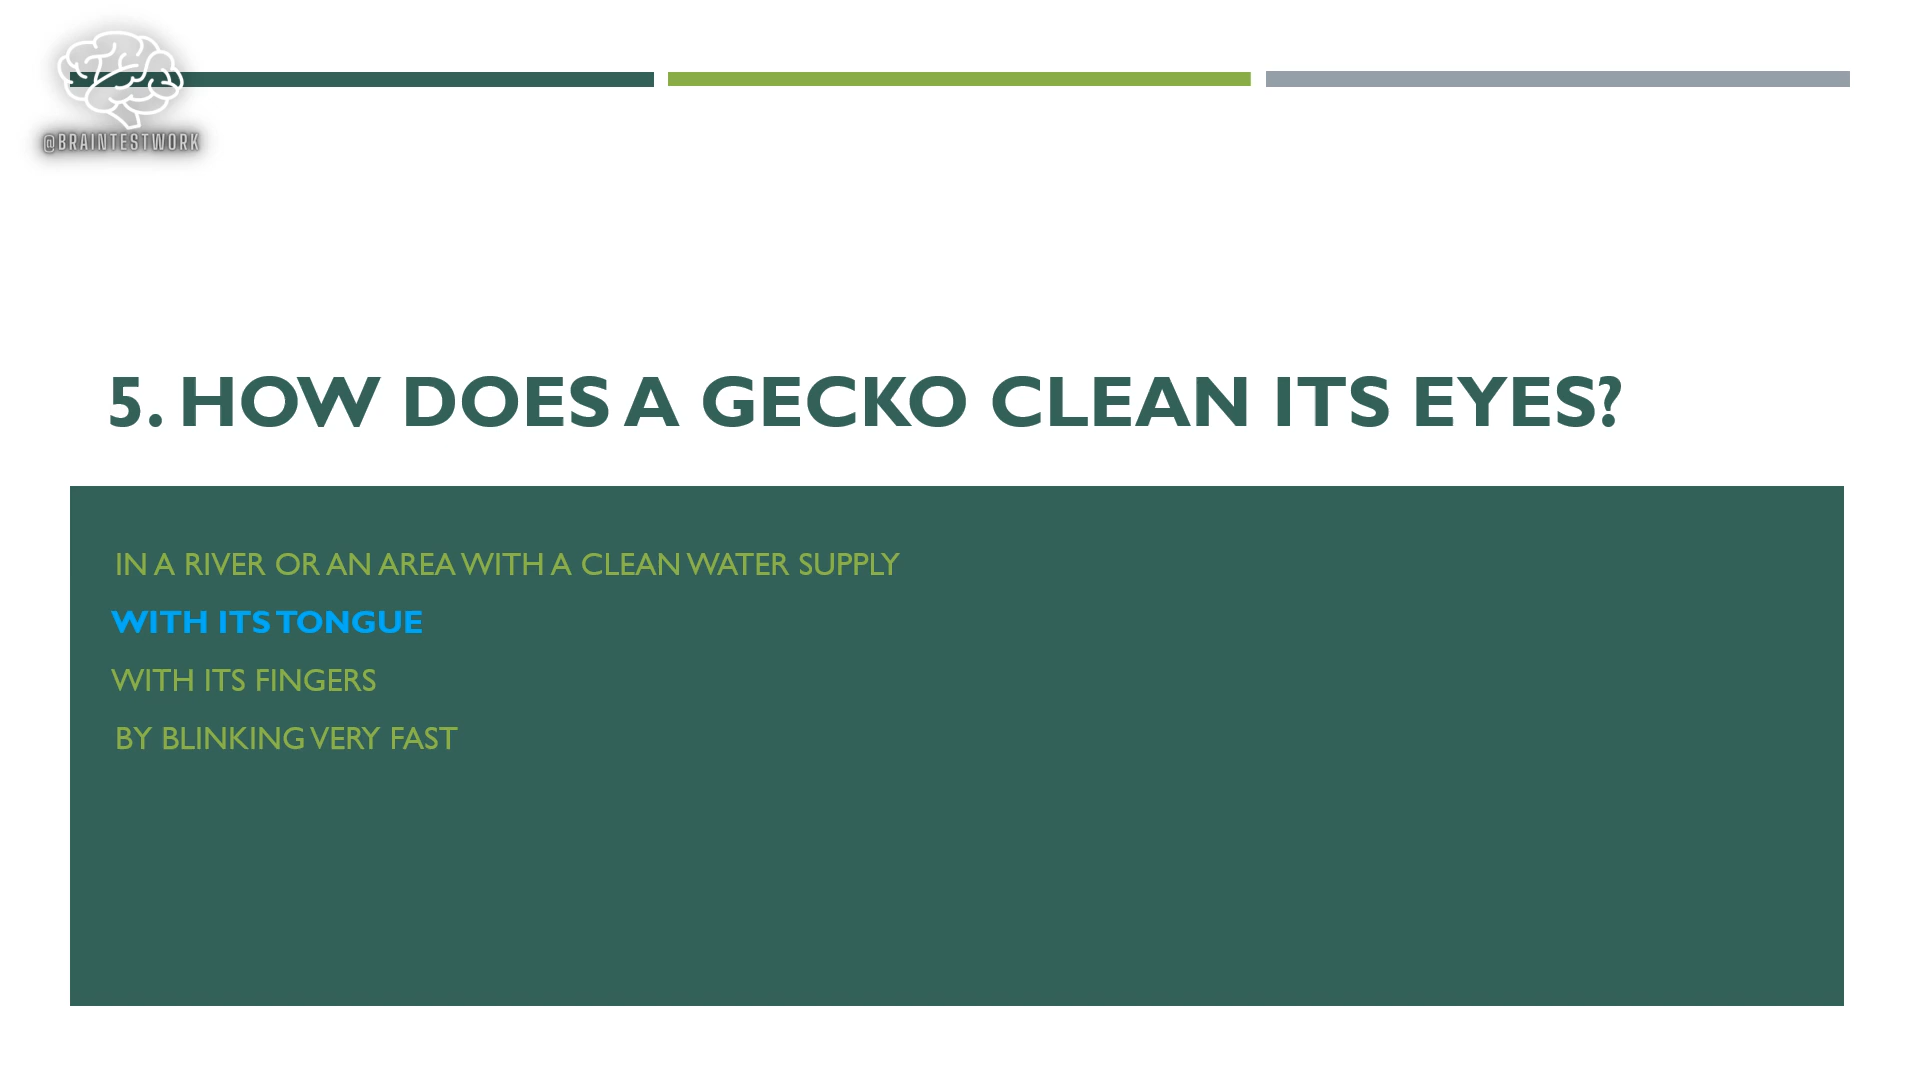 @BRAINTESTWORK
5. HOW DOES A GECKO CLEAN ITS EYES?
IN A RIVER OR AN AREA WITH A CLEAN WATER SUPPLY
WITH ITS TONGUE
WITH ITS FINGERS
BY BLINKING VERY FAST